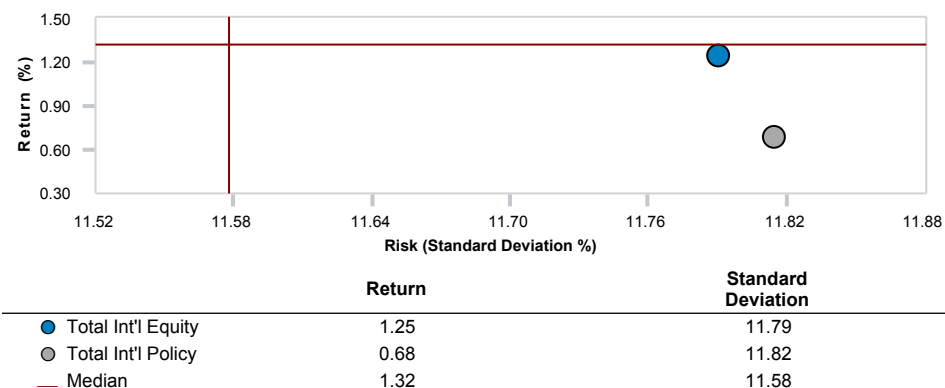 1.50
1.20
0.90
0.60
0.30
Return (%)
11.52 11.58 11.64 11.70 11.76 11.82 11.88
Risk (Standard Deviation %)
Return Standard Deviation
Total Int'l Equity 1.25 11.79
Total Int'l Policy 0.68 11.82
Median 1.32 11.58